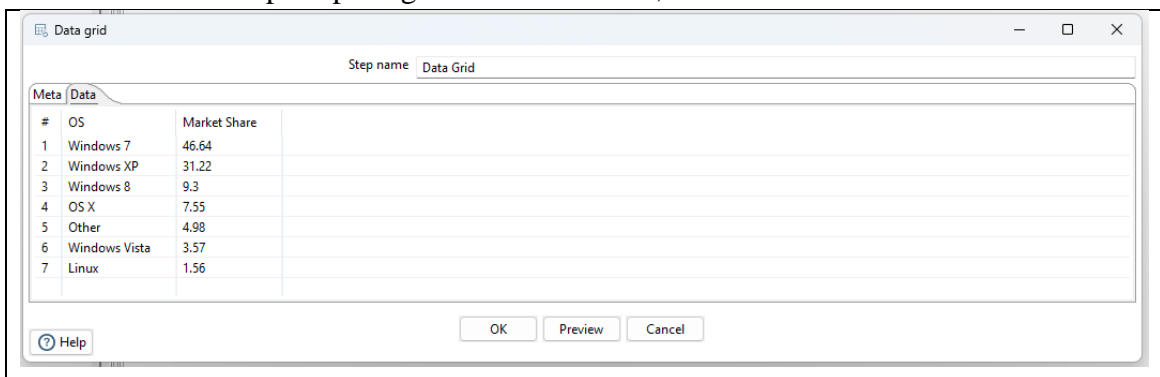 Data grid
Step name Data Grid
Meta Data
# OS Market Share
1 Windows 7 46.64
2 Windows XP 31.22
3 Windows 8 9.3
4 OS X 7.55
5 Other 4.98
6 Windows Vista 3.57
7 Linux 1.56
OK Preview Cancel
Help